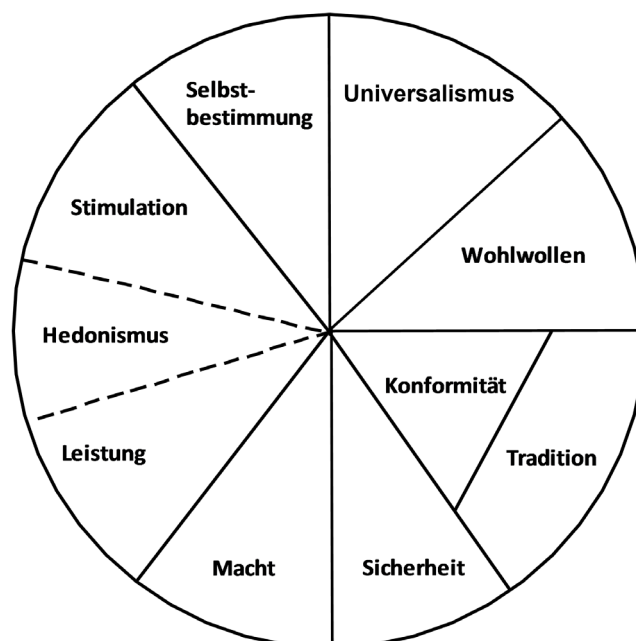 Selbst-
bestimmung
Universalismus
Stimulation
Wohlwollen
Hedonismus
Konformität
Leistung
Tradition
Macht
Sicherheit